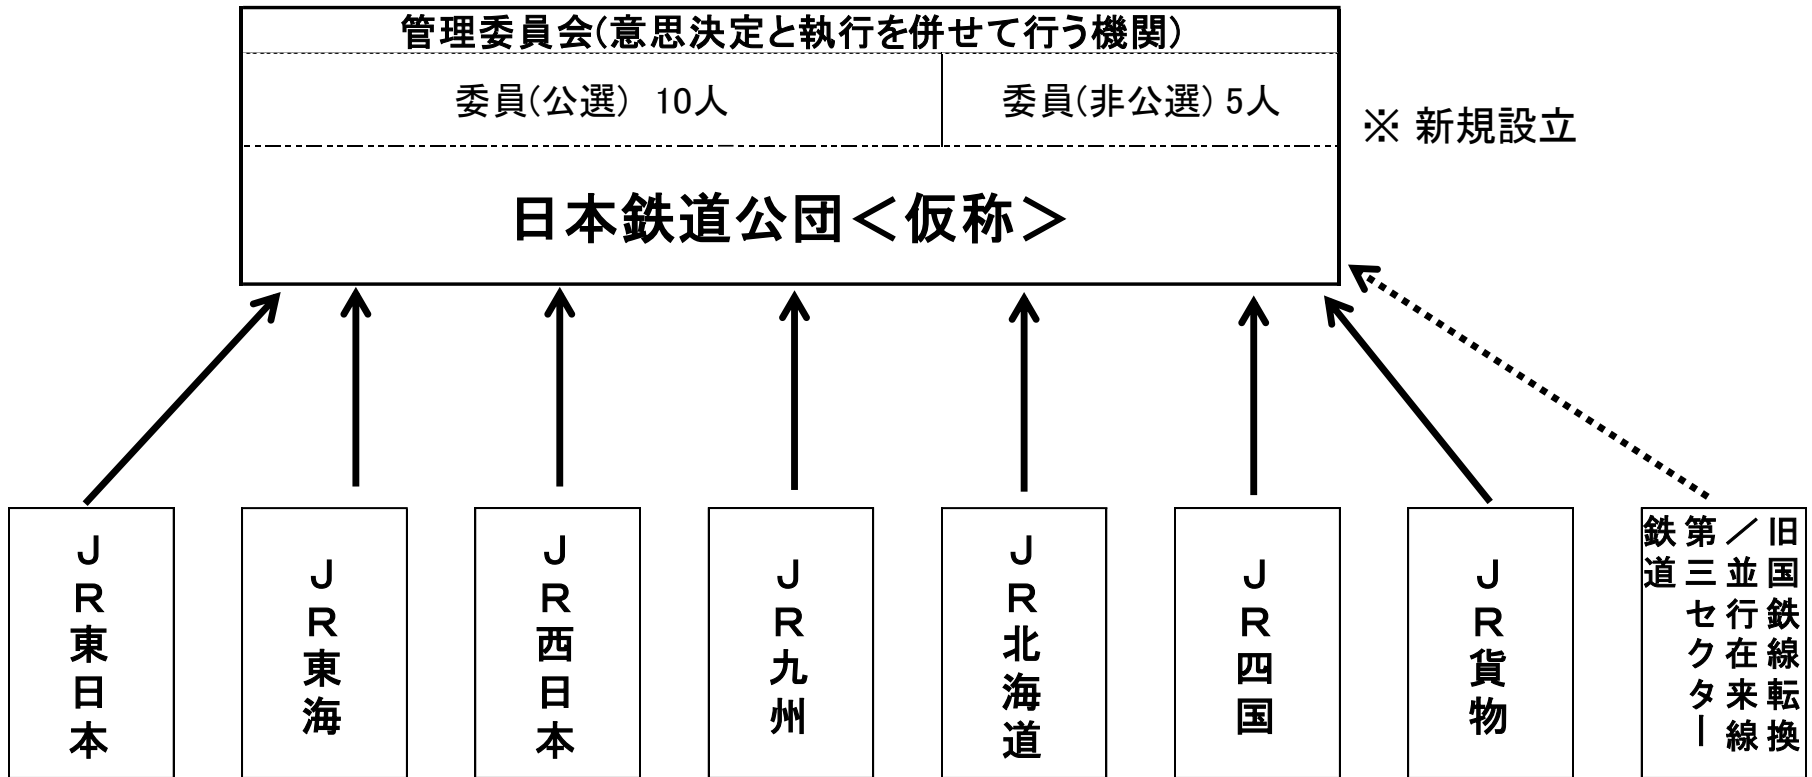 管理委員会(意思決定と執行を併せて行う機関)
委員(公選) 10人
委員(非公選) 5人
※ 新規設立
日本鉄道公団<仮称>
JR東日本
JR東海
JR西日本
JR九州
JR北海道
JR四国
JR貨物
旧国鉄線転換
/並行在来線
第三セクター
鉄道